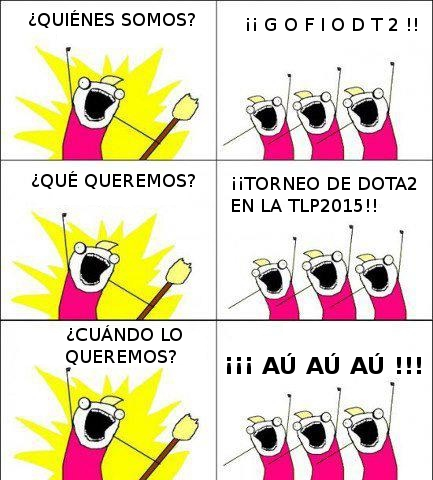 ¿QUIÉNES SOMOS?
¡¡ G O F I O D T 2 !!
¿QUÉ QUEREMOS?
¡¡TORNEO DE DOTA2
EN LA TLP2015!!
¿CUÁNDO LO
QUEREMOS?
¡¡¡ AÚ AÚ AÚ !!!